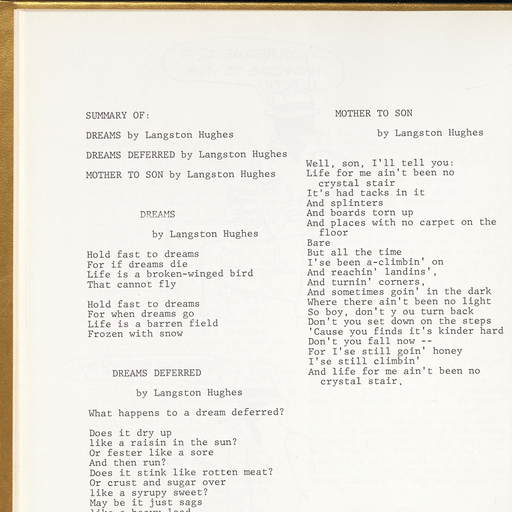 SUMMARY OF:
DREAMS by Langston Hughes
DREAMS DEFERRED by Langston Hughes
MOTHER TO SON by Langston Hughes
DREAMS
by Langston Hughes
Hold fast to dreams
For if dreams die
Life is a broken-winged bird
That cannot fly
Hold fast to dreams
For when dreams go
Life is a barren field
Frozen with snow
DREAMS DEFERRED
by Langston Hughes
What happens to a dream deferred?
Does it dry up
like a raisin in the sun?
Or fester like a sore
And then run?
Does it stink like rotten meat?
Or crust and sugar over
like a syrupy sweet?
May be it just sags
like a heavy load
MOTHER TO SON
by Langston Hughes
Well, son, I'll tell you:
Life for me ain't been no
crystal stair
It's had tacks in it
And splinters
And boards torn up
And places with no carpet on the
floor
Bare
But all the time
I'se been a-climbin' on
And reachin' landins',
And turnin' corners,
And sometimes goin' in the dark
Where there ain't been no light
So boy, don't y ou turn back
Don't you set down on the steps
'Cause you finds it's kinder hard
Don't you fall now --
For I'se still goin' honey
I'se still climbin'
And life for me ain't been no
crystal stair.